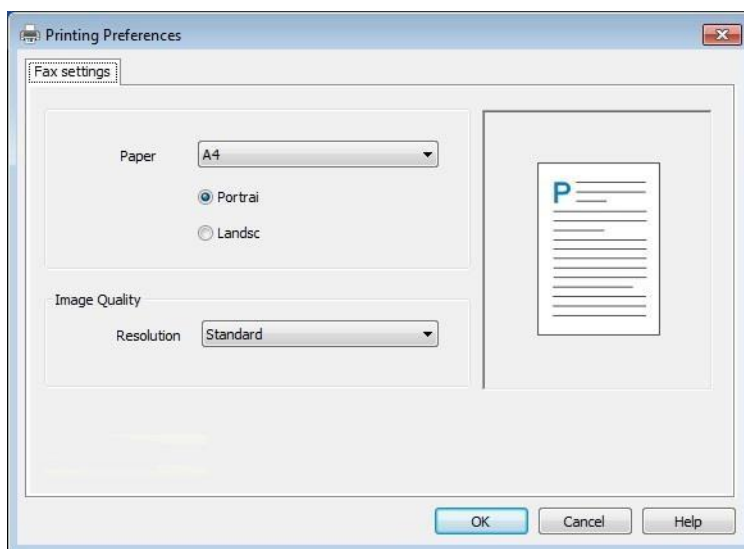 Printing Preferences
Fax settings
Paper A4
Portrai
Landsc
P
Image Quality
Resolution Standard
OK Cancel Help